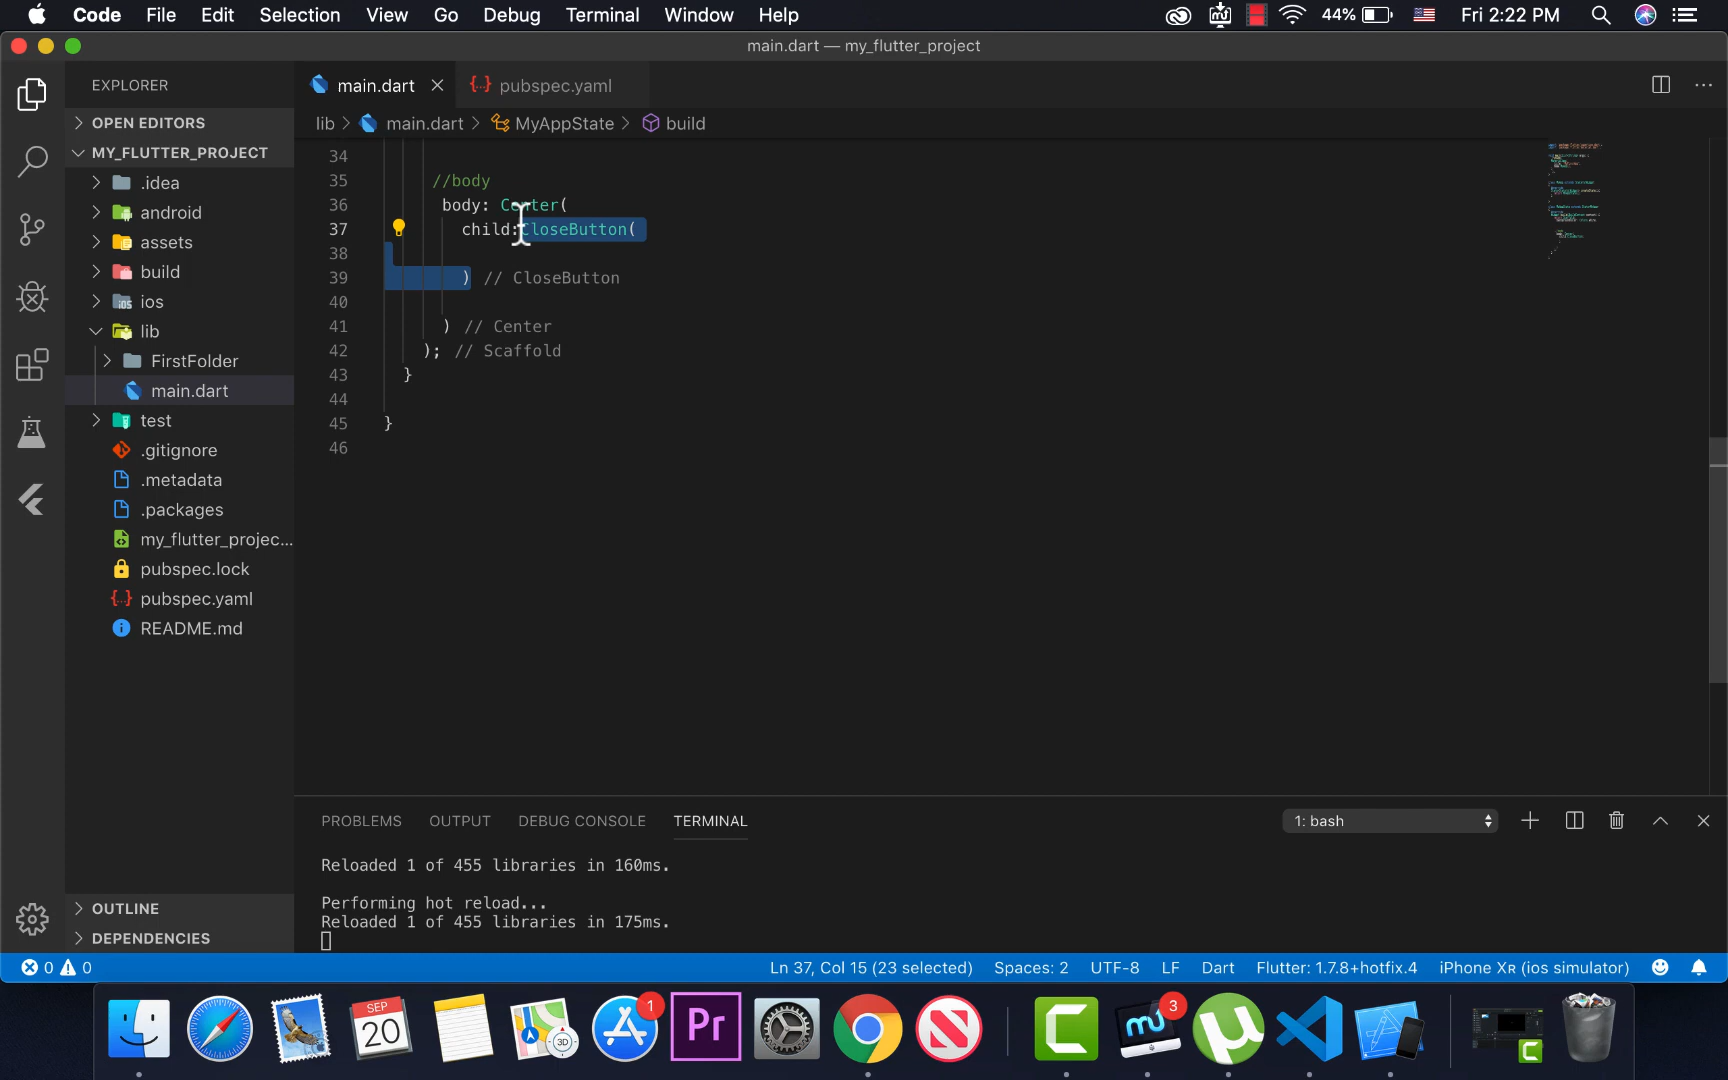 Code File Edit Selection View Go Debug Terminal Window Help 44% Fri 2:22 PM
main.dart — my_flutter_project
EXPLORER main.dart pubspec.yaml
OPEN EDITORS lib main.dart MyAppState build
MY_FLUTTER_PROJECT
.idea
android
assets
build
ios
lib
FirstFolder
main.dart
test
.gitignore
.metadata
.packages
my_flutter_projec...
pubspec.lock
pubspec.yaml
README.md
OUTLINE
DEPENDENCIES
34
35 //body
36 body: Center(
37 child:CloseButton(
38
39 ) // CloseButton
40
41 ) // Center
42 ); // Scaffold
43 }
44
45 }
46
PROBLEMS OUTPUT DEBUG CONSOLE TERMINAL 1: bash
Reloaded 1 of 455 libraries in 160ms.
Performing hot reload...
Reloaded 1 of 455 libraries in 175ms.
0 0 Ln 37, Col 15 (23 selected) Spaces: 2 UTF-8 LF Dart Flutter: 1.7.8+hotfix.4 iPhone Xʀ (ios simulator)
SEP
20
3D
1
Pr
C
3
C